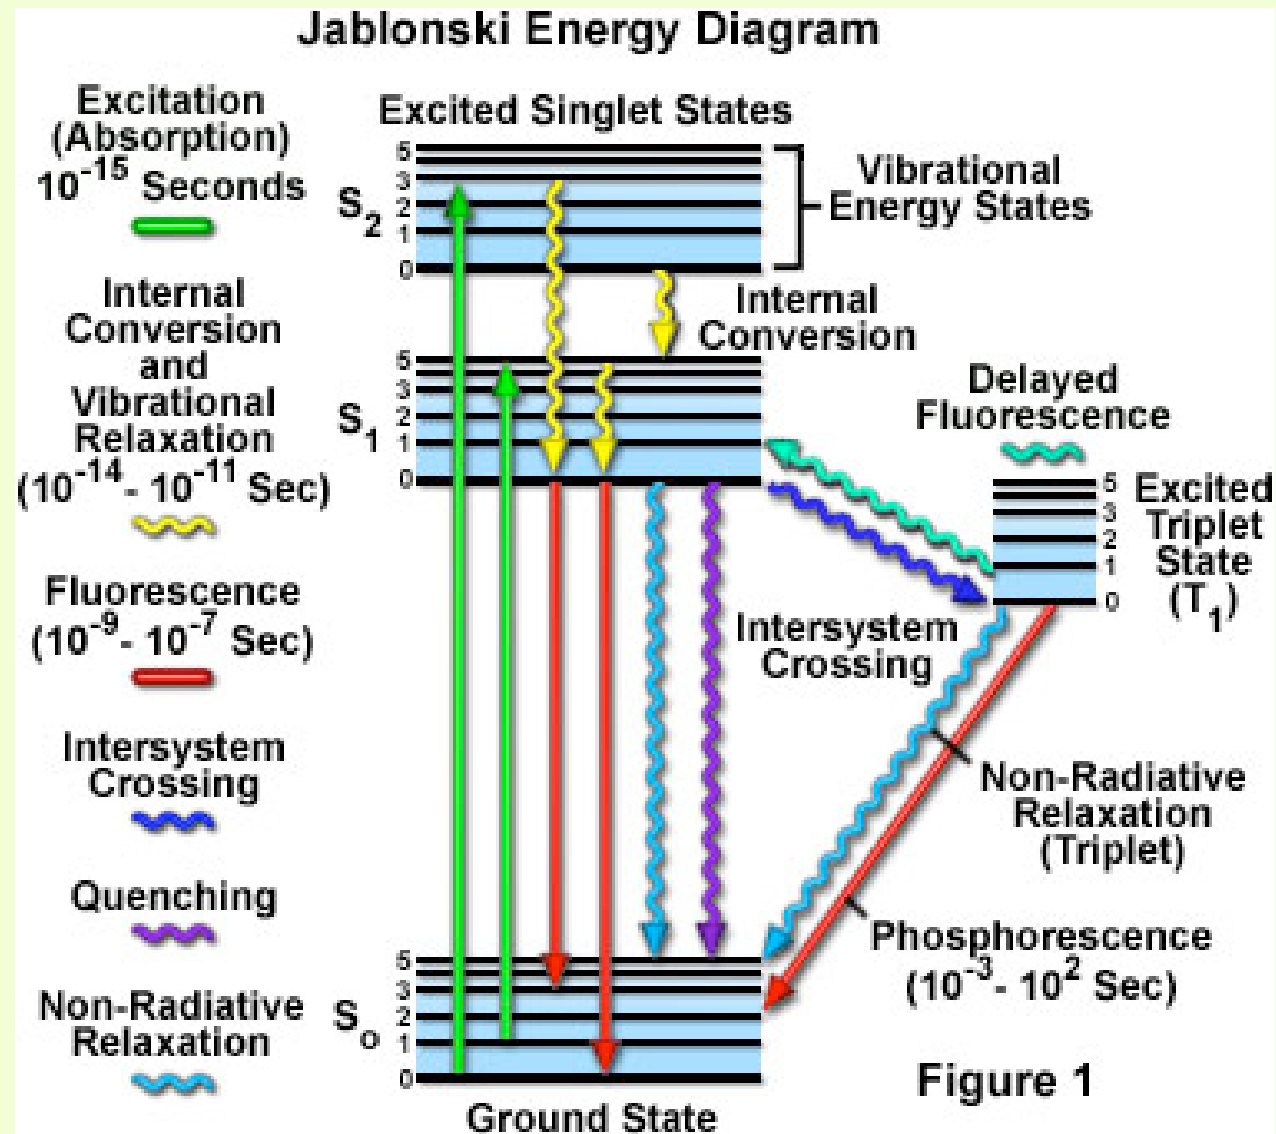 Jablonski Energy Diagram
Excitation
(Absorption)
10⁻¹⁵ Seconds
Internal
Conversion
and
Vibrational
Relaxation
(10⁻¹⁴ - 10⁻¹¹ Sec)
Fluorescence
(10⁻⁹ - 10⁻⁷ Sec)
Intersystem
Crossing
Quenching
Non-Radiative
Relaxation
Excited Singlet States
S₂
5
3
2
1
0
Vibrational
Energy States
Internal
Conversion
S₁
5
3
2
1
0
Delayed
Fluorescence
5
3
2
1
0
Excited
Triplet
State
(T₁)
Intersystem
Crossing
Non-Radiative
Relaxation
(Triplet)
Phosphorescence
(10⁻³ - 10² Sec)
S₀
5
3
2
1
0
Ground State
Figure 1